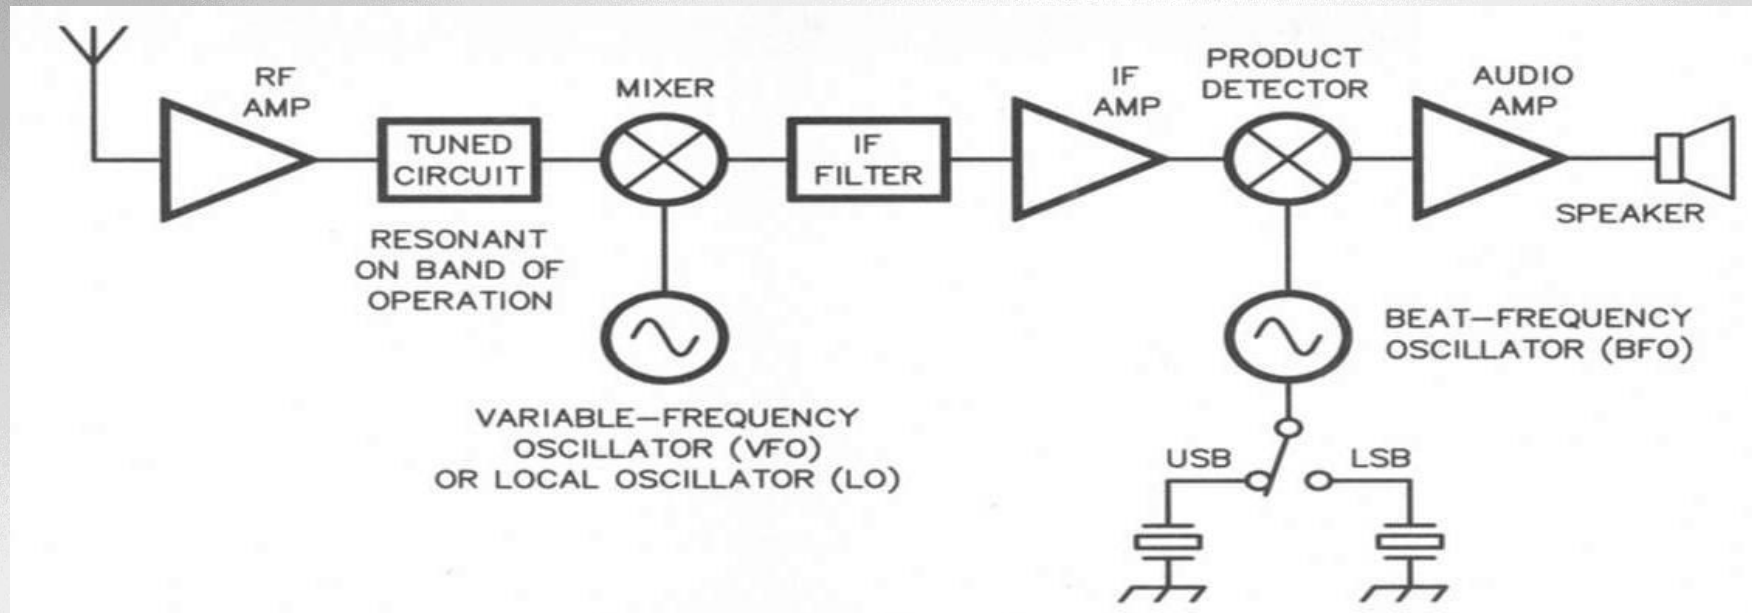 RF
AMP
TUNED
CIRCUIT
RESONANT
ON BAND OF
OPERATION
MIXER
VARIABLE-FREQUENCY
OSCILLATOR (VFO)
OR LOCAL OSCILLATOR (LO)
IF
FILTER
IF
AMP
PRODUCT
DETECTOR
BEAT-FREQUENCY
OSCILLATOR (BFO)
USB
LSB
AUDIO
AMP
SPEAKER